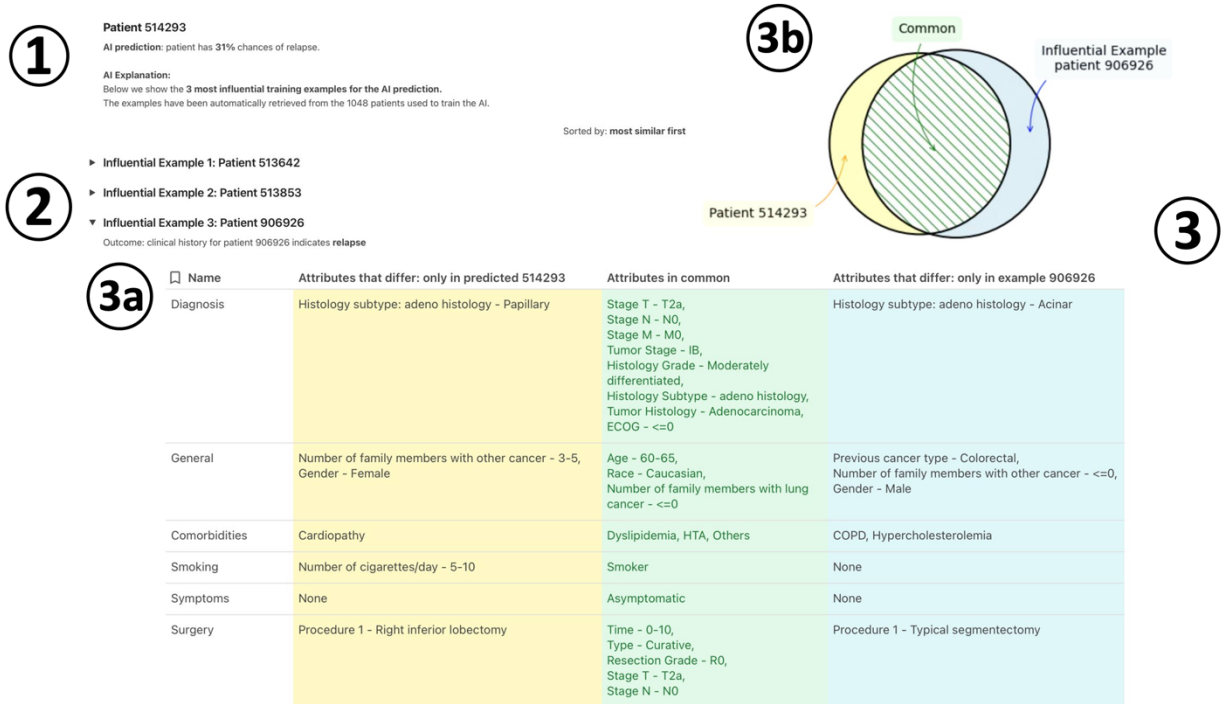 1
Patient 514293
AI prediction: patient has 31% chances of relapse.
AI Explanation:
Below we show the 3 most influential training examples for the AI prediction.
The examples have been automatically retrieved from the 1048 patients used to train the AI.
Sorted by: most similar first
3b
Common
Influential Example
patient 906926
Patient 514293
2
Influential Example 1: Patient 513642
Influential Example 2: Patient 513853
Influential Example 3: Patient 906926
Outcome: clinical history for patient 906926 indicates relapse
3
3a
Name
Attributes that differ: only in predicted 514293
Attributes in common
Attributes that differ: only in example 906926
Diagnosis
Histology subtype: adeno histology - Papillary
Stage T - T2a,
Stage N - N0,
Stage M - M0,
Tumor Stage - IB,
Histology Grade - Moderately
differentiated,
Histology Subtype - adeno histology,
Tumor Histology - Adenocarcinoma,
ECOG - <=0
Histology subtype: adeno histology - Acinar
General
Number of family members with other cancer - 3-5,
Gender - Female
Age - 60-65,
Race - Caucasian,
Number of family members with lung
cancer - <=0
Previous cancer type - Colorectal,
Number of family members with other cancer - <=0,
Gender - Male
Comorbidities
Cardiopathy
Dyslipidemia, HTA, Others
COPD, Hypercholesterolemia
Smoking
Number of cigarettes/day - 5-10
Smoker
None
Symptoms
None
Asymptomatic
None
Surgery
Procedure 1 - Right inferior lobectomy
Time - 0-10,
Type - Curative,
Resection Grade - R0,
Stage T - T2a,
Stage N - N0
Procedure 1 - Typical segmentectomy